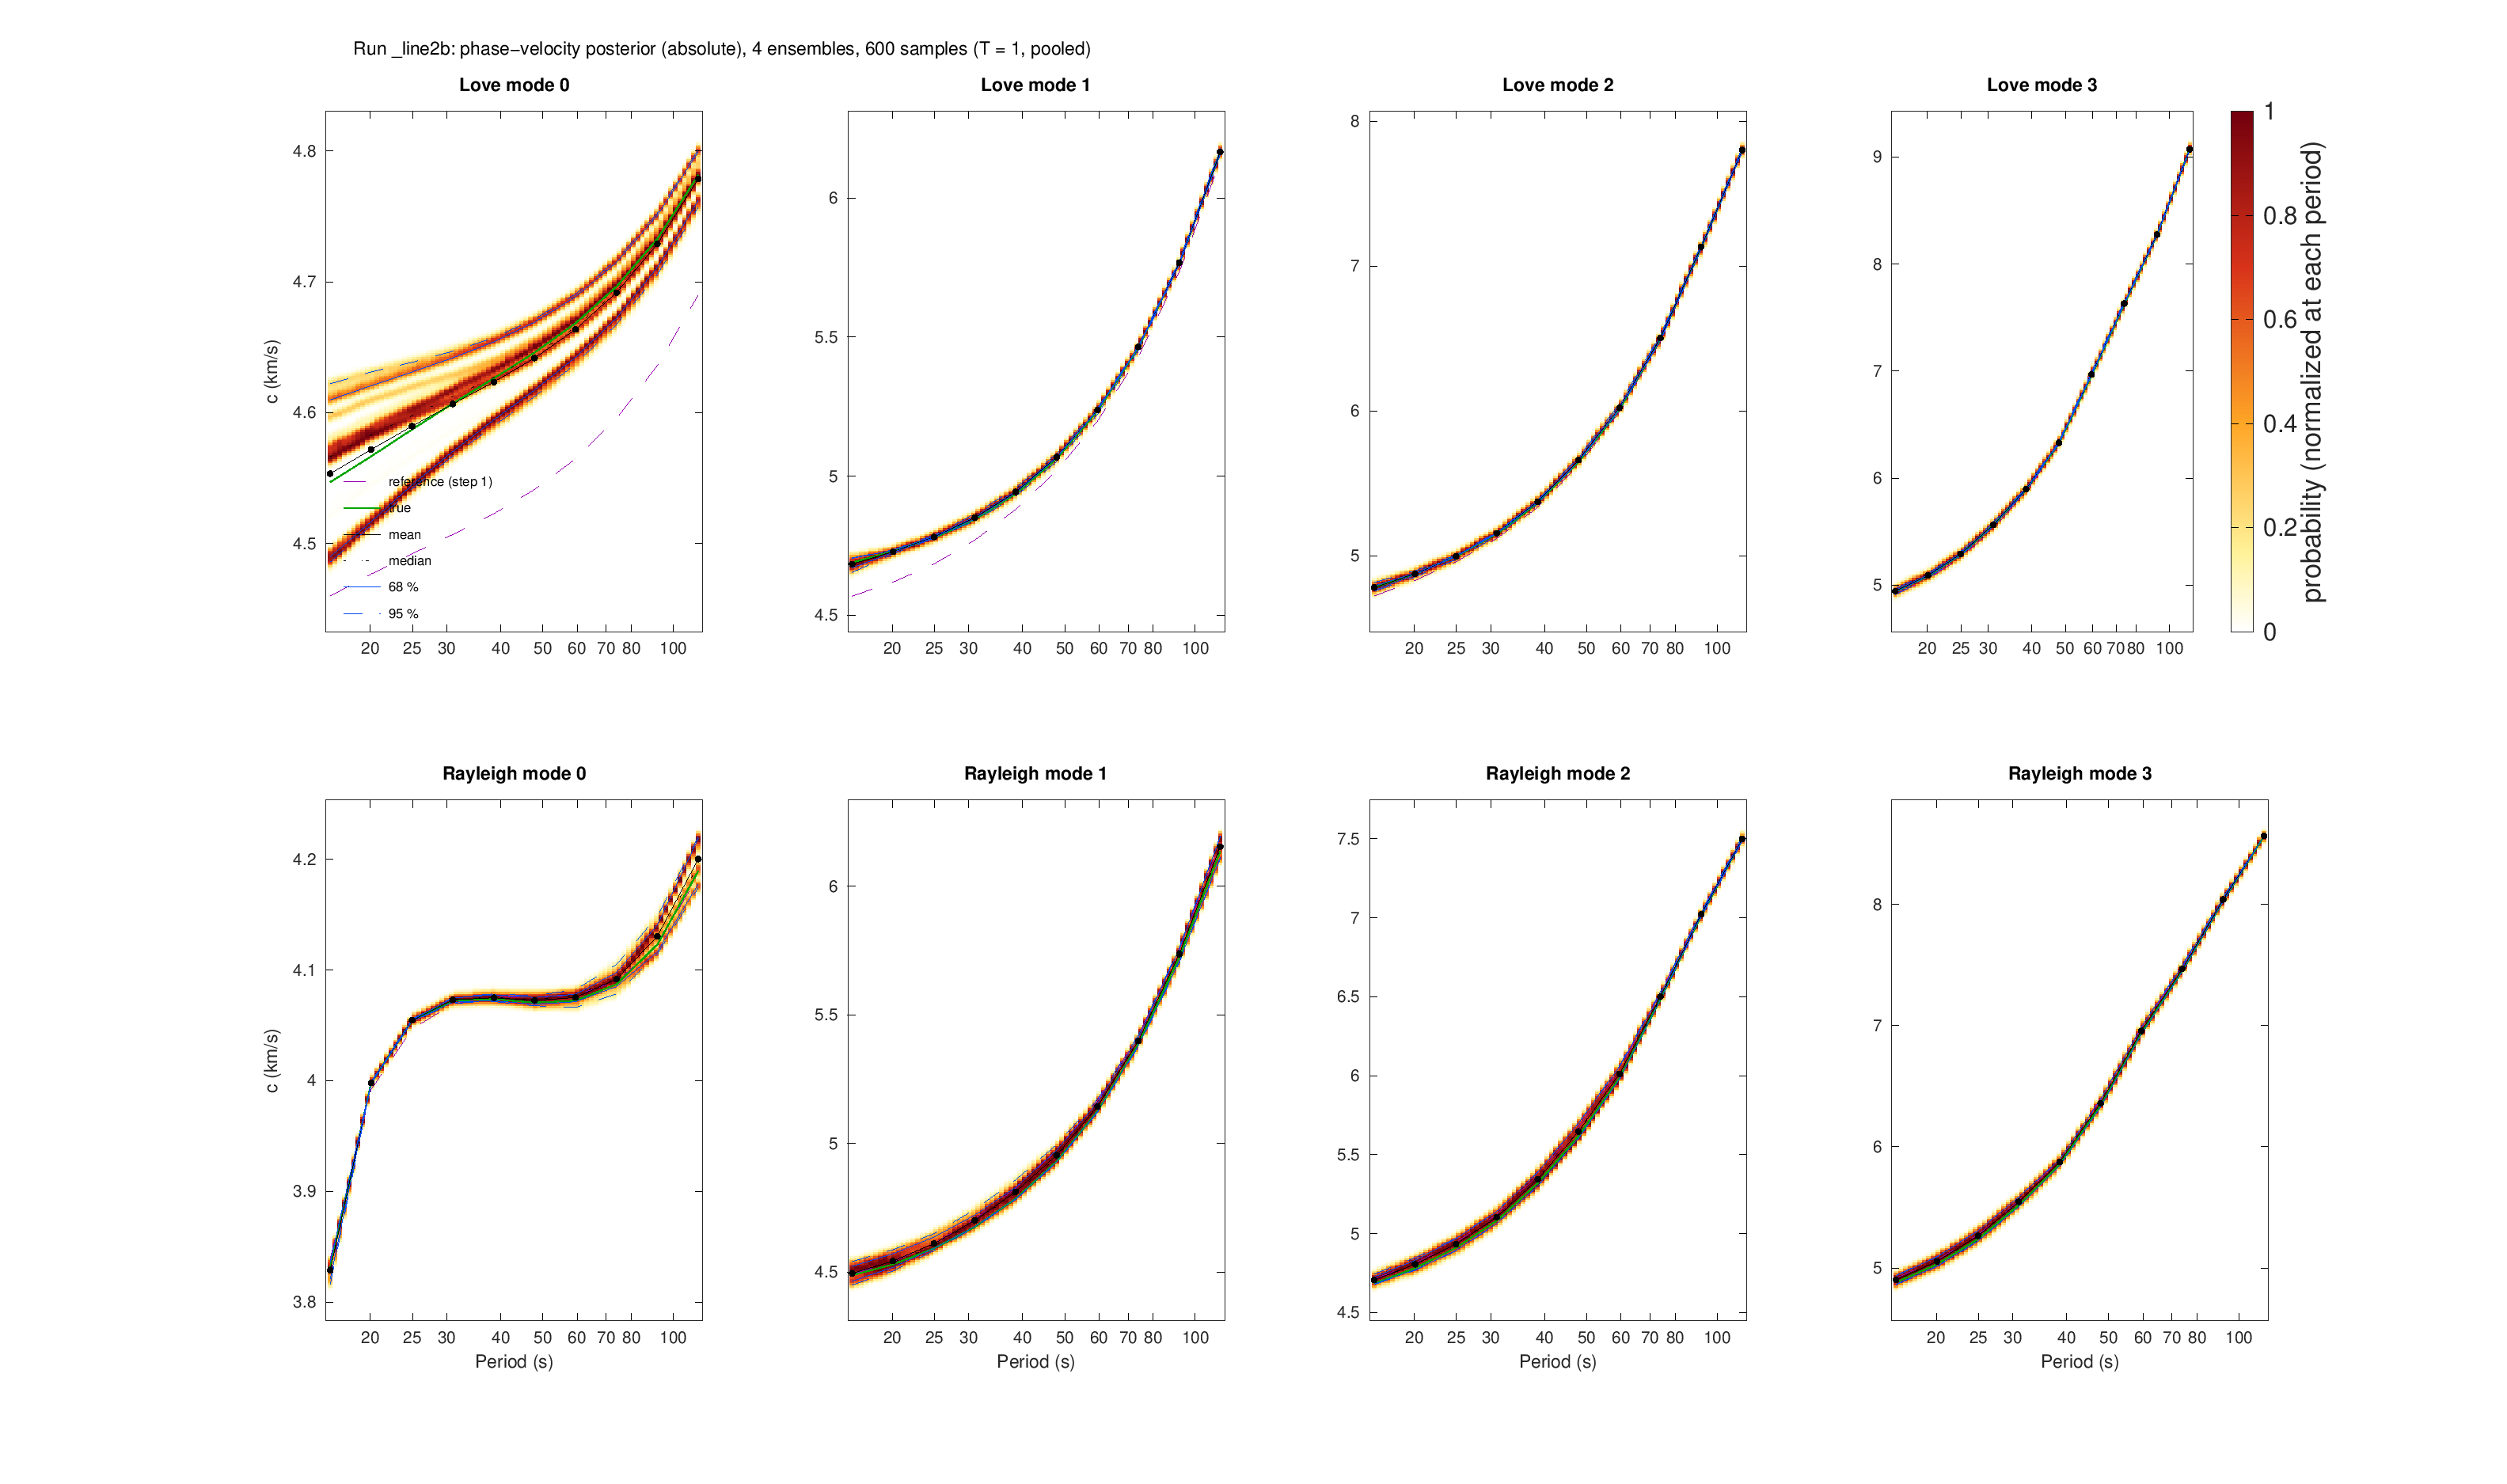 Run _line2b: phase−velocity posterior (absolute), 4 ensembles, 600 samples (T = 1, pooled)
Love mode 0
Love mode 1
Love mode 2
Love mode 3
4.8
4.7
4.6
4.5
c (km/s)
reference (step 1)
true
mean
median
68 %
95 %
20 25 30 40 50 60 70 80 100
6
5.5
5
4.5
20 25 30 40 50 60 70 80 100
8
7
6
5
20 25 30 40 50 60 70 80 100
9
8
7
6
5
20 25 30 40 50 60 70 80 100
1
0.8
0.6
0.4
0.2
0
probability (normalized at each period)
Rayleigh mode 0
Rayleigh mode 1
Rayleigh mode 2
Rayleigh mode 3
4.2
4.1
4
3.9
3.8
c (km/s)
20 25 30 40 50 60 70 80 100
Period (s)
6
5.5
5
4.5
20 25 30 40 50 60 70 80 100
Period (s)
7.5
7
6.5
6
5.5
5
4.5
20 25 30 40 50 60 70 80 100
Period (s)
8
7
6
5
20 25 30 40 50 60 70 80 100
Period (s)